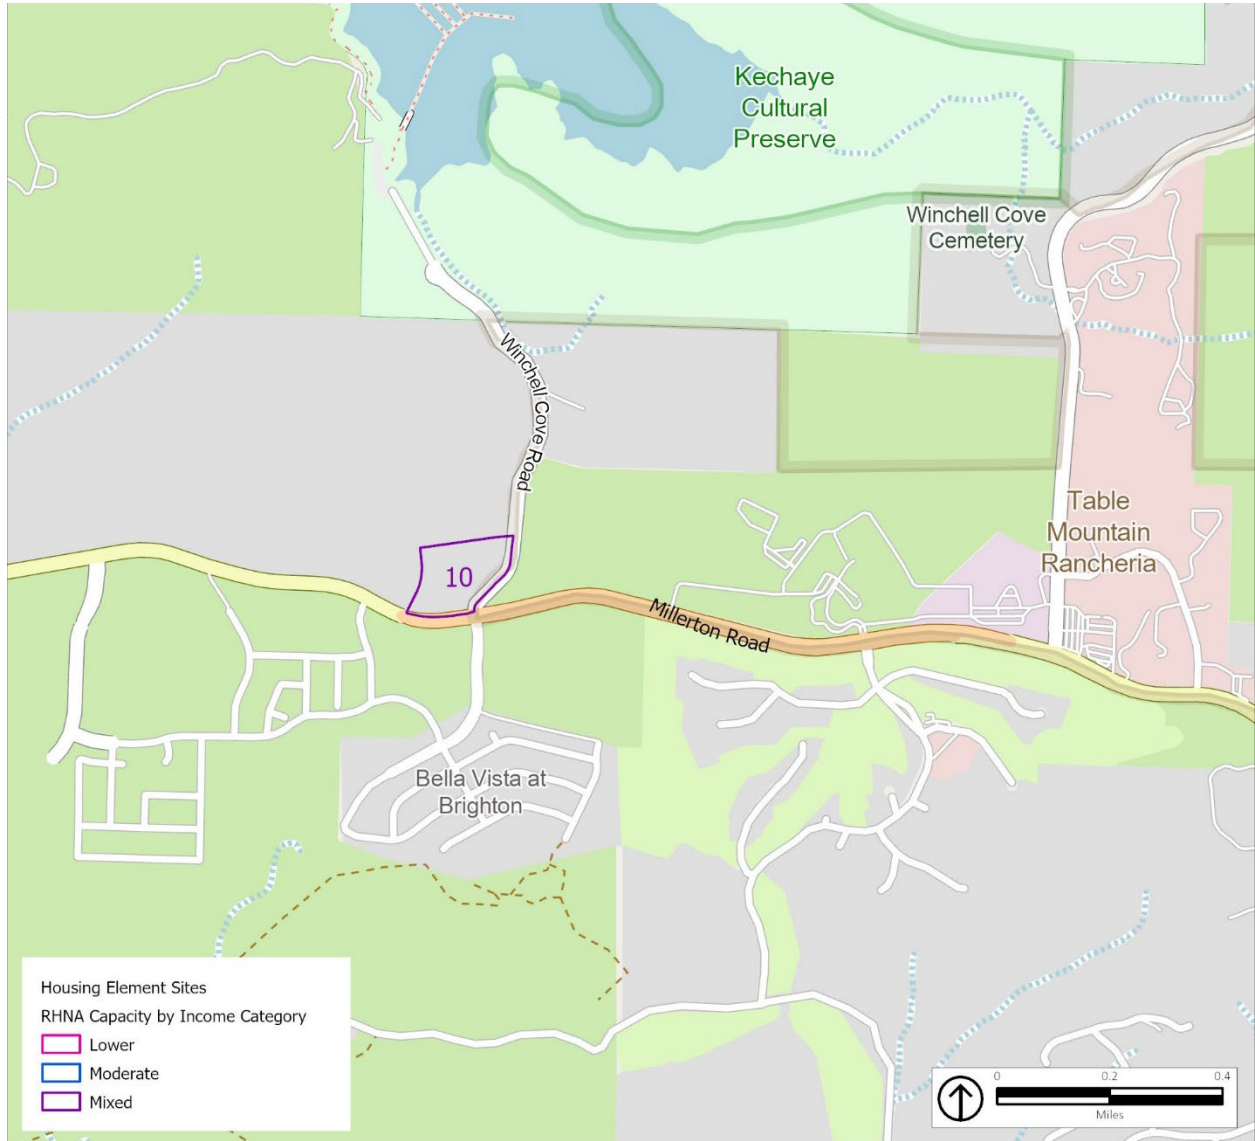 Kechaye
Cultural
Preserve
Winchell Cove
Cemetery
Winchell Cove Road
Table
Mountain
Rancheria
10
Millerton Road
Bella Vista at
Brighton
Housing Element Sites
RHNA Capacity by Income Category
Lower
Moderate
Mixed
0 0.2 0.4
Miles